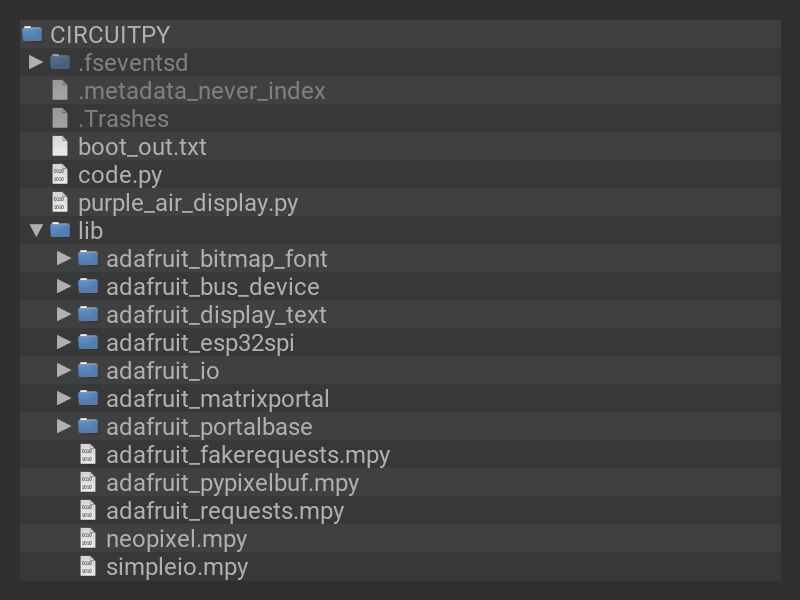 CIRCUITPY
.fseventsd
.metadata_never_index
.Trashes
boot_out.txt
code.py
purple_air_display.py
lib
adafruit_bitmap_font
adafruit_bus_device
adafruit_display_text
adafruit_esp32spi
adafruit_io
adafruit_matrixportal
adafruit_portalbase
adafruit_fakerequests.mpy
adafruit_pypixelbuf.mpy
adafruit_requests.mpy
neopixel.mpy
simpleio.mpy